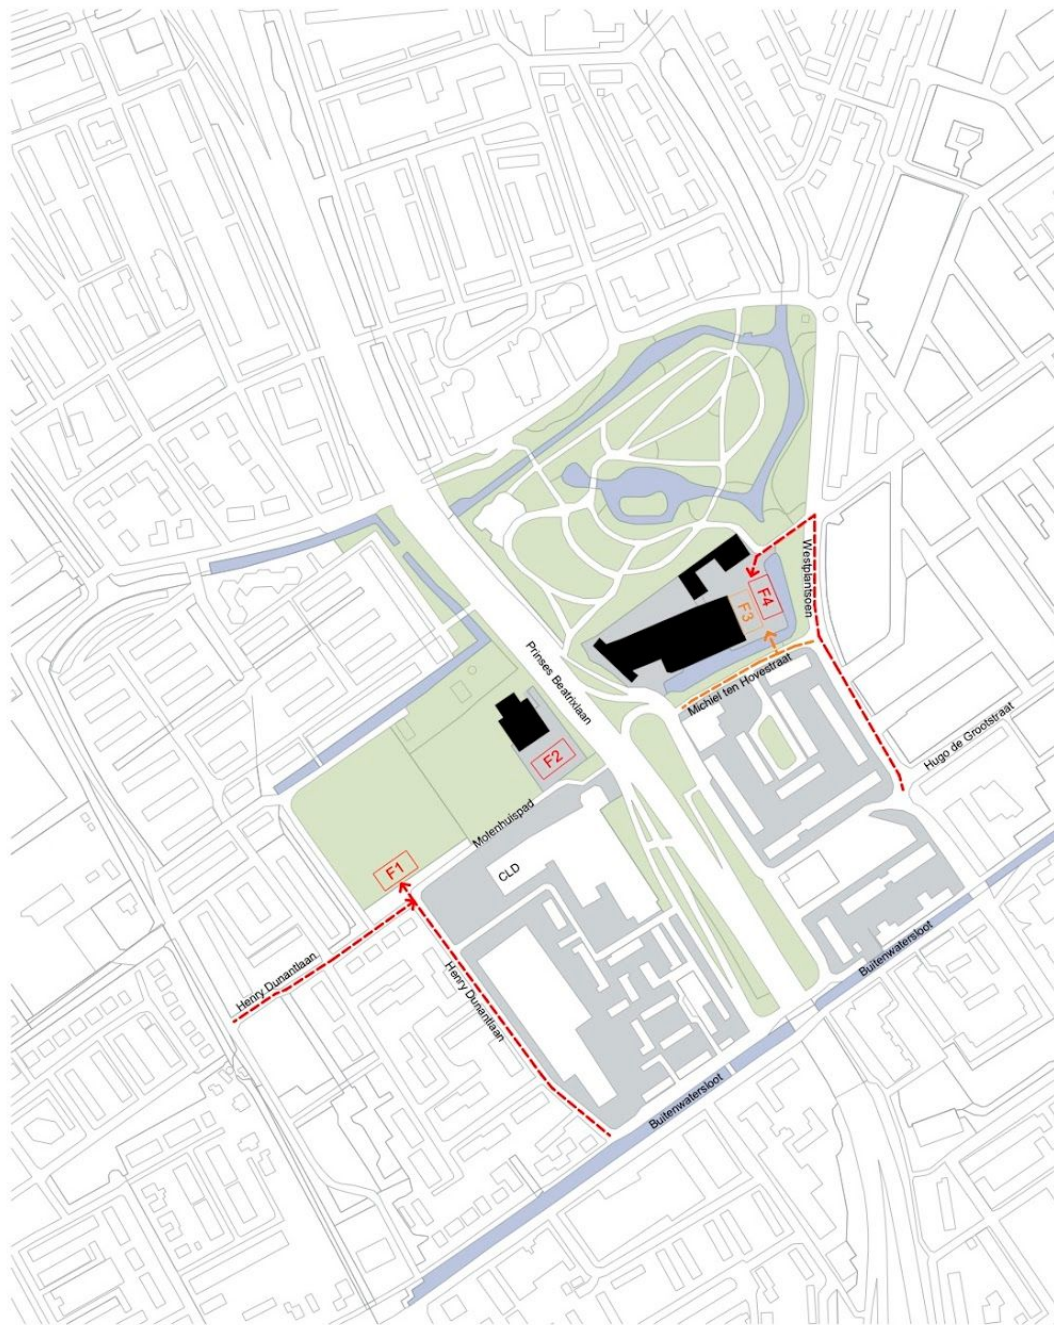 Westplantsoen
F4
F3
Michiel ten Hovestraat
Prinses Beatrixlaan
Hugo de Grootstraat
F2
Molenhuispad
F1
CLD
Henry Dunantlaan
Henry Dunantlaan
Buitenwatersloot
Buitenwatersloot